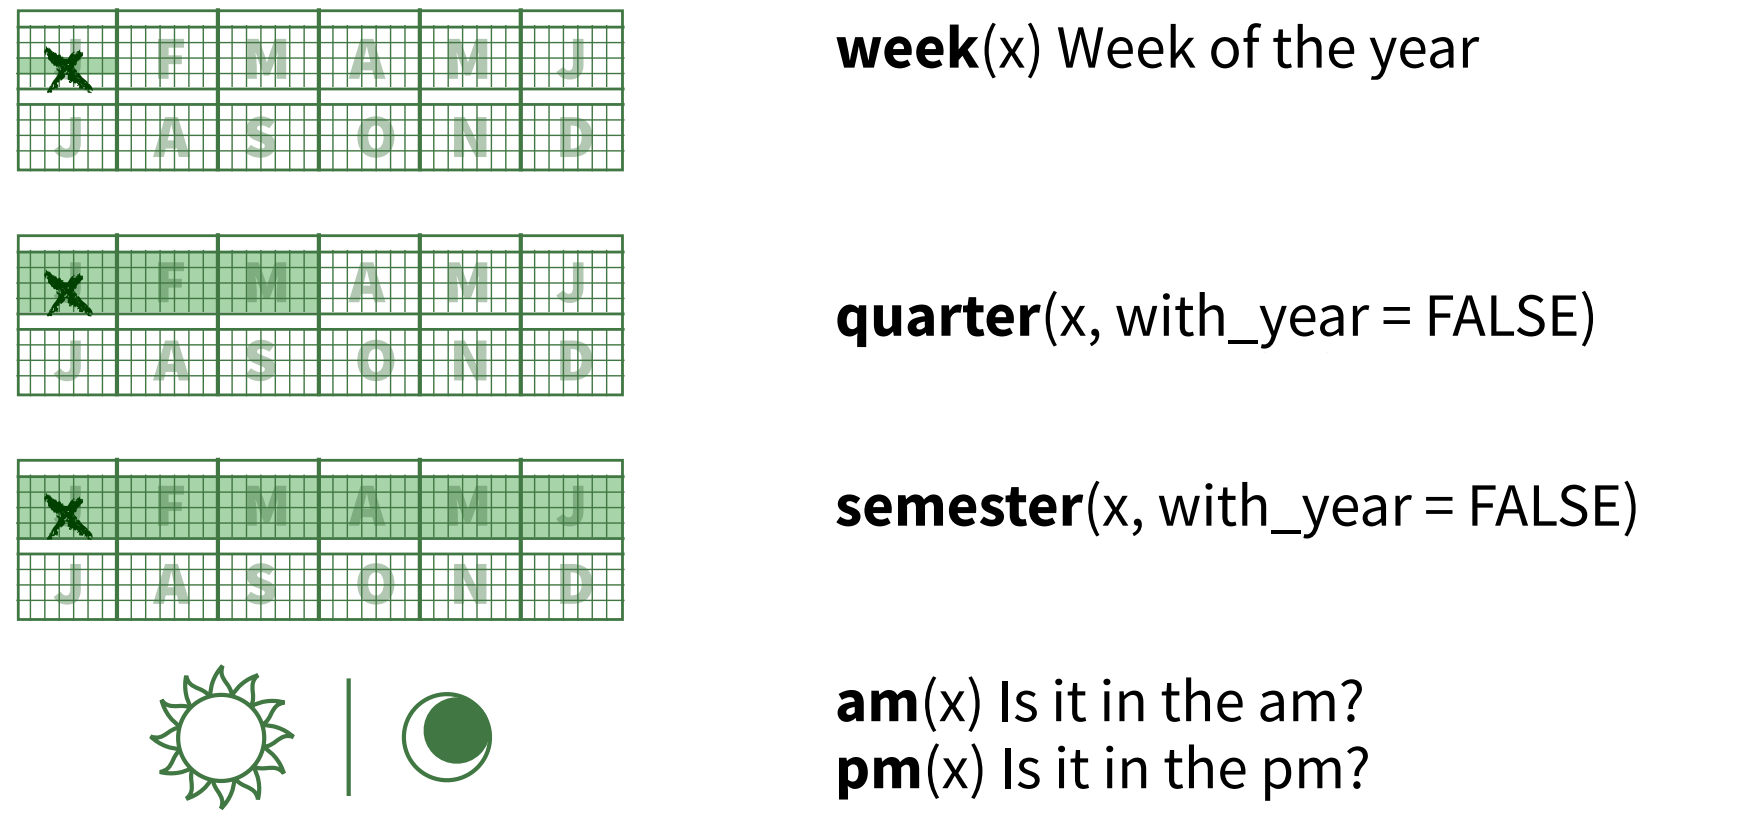 J F M A M J
J A S O N D
week(x) Week of the year
J F M A M J
J A S O N D
quarter(x, with_year = FALSE)
J F M A M J
J A S O N D
semester(x, with_year = FALSE)
am(x) Is it in the am?
pm(x) Is it in the pm?